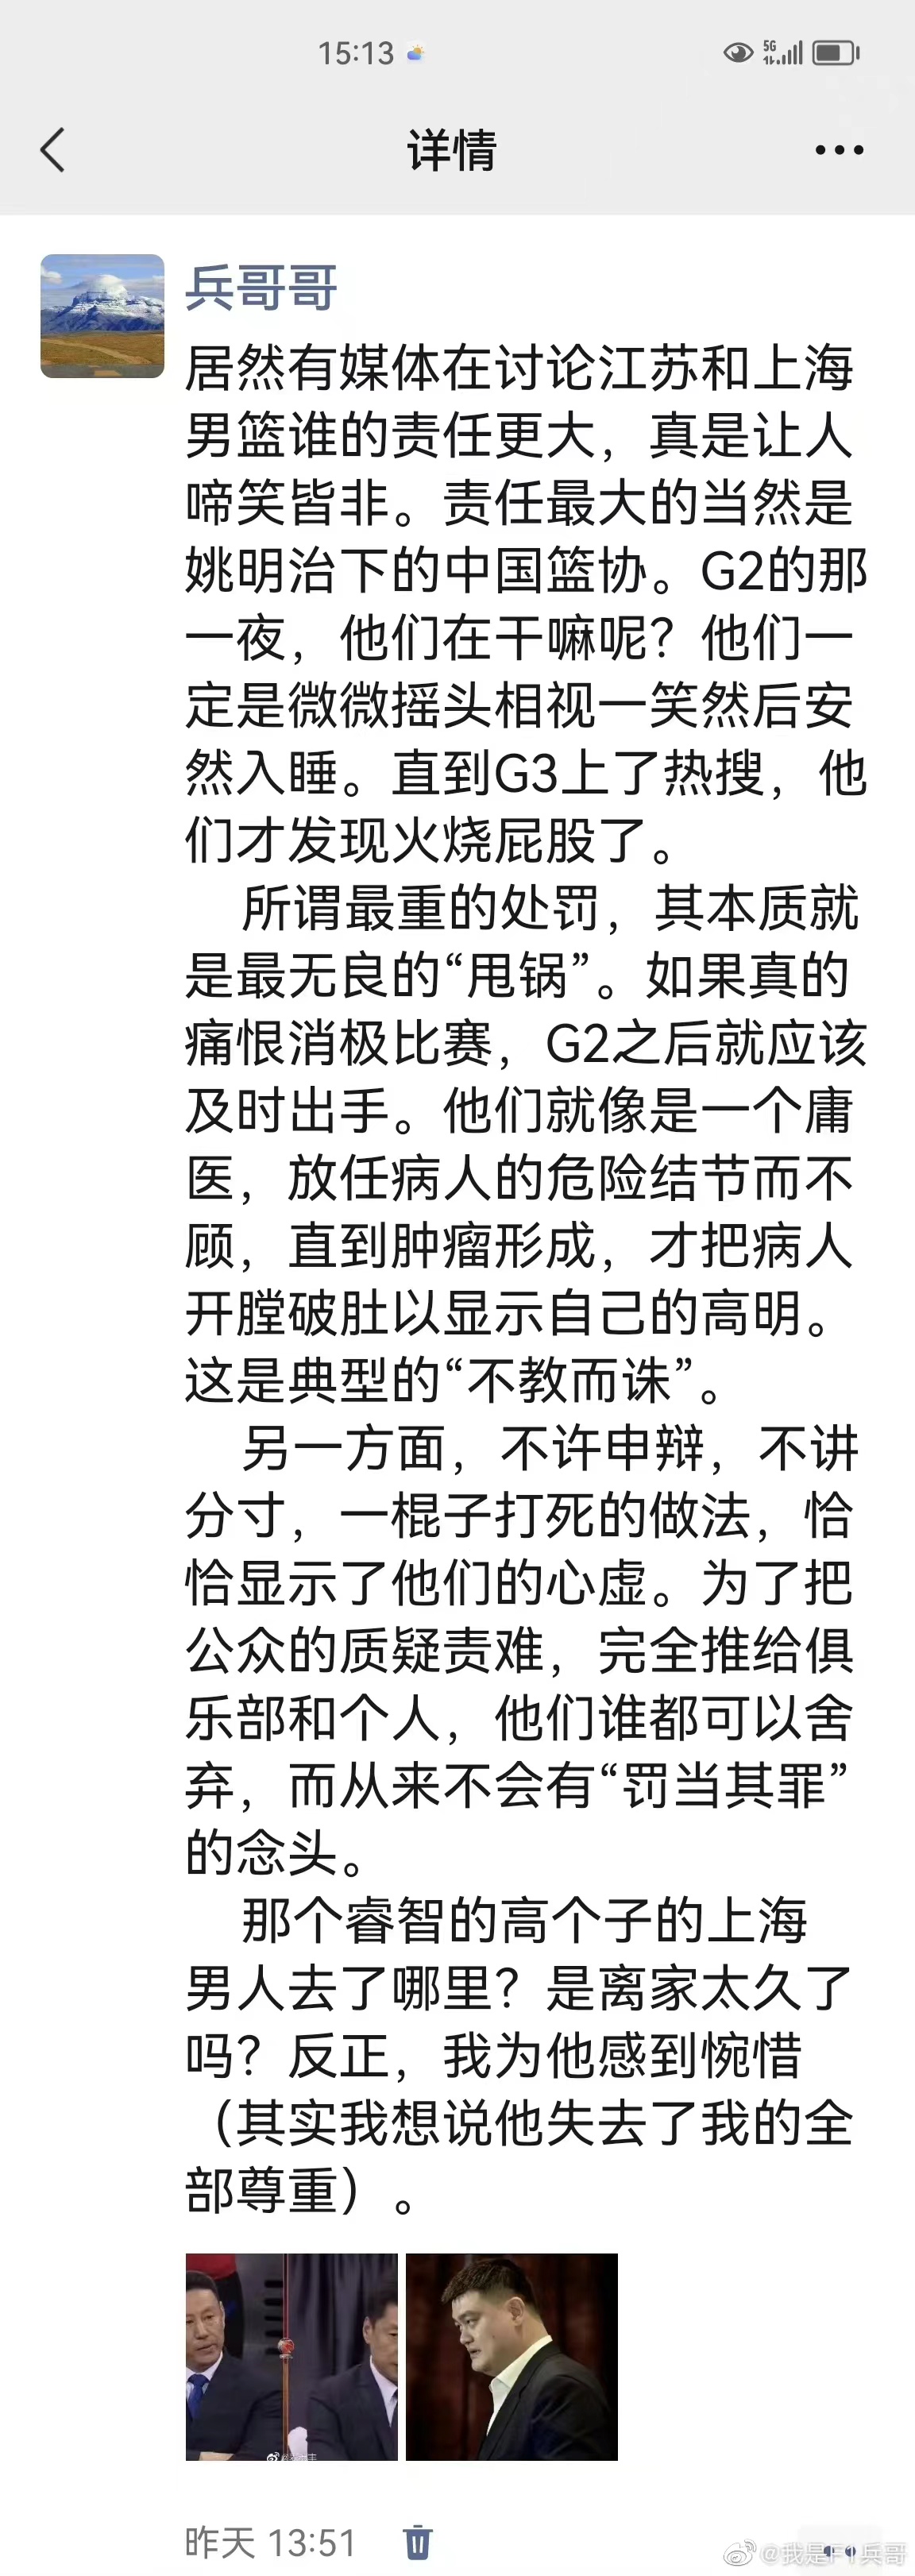 15:13
5G
详情
兵哥哥
居然有媒体在讨论江苏和上海
男篮谁的责任更大，真是让人
啼笑皆非。责任最大的当然是
姚明治下的中国篮协。G2的那
一夜，他们在干嘛呢？他们一
定是微微摇头相视一笑然后安
然入睡。直到G3上了热搜，他
们才发现火烧屁股了。
所谓最重的处罚，其本质就
是最无良的“甩锅”。如果真的
痛恨消极比赛，G2之后就应该
及时出手。他们就像是一个庸
医，放任病人的危险结节而不
顾，直到肿瘤形成，才把病人
开膛破肚以显示自己的高明。
这是典型的“不教而诛”。
另一方面，不许申辩，不讲
分寸，一棍子打死的做法，恰
恰显示了他们的心虚。为了把
公众的质疑责难，完全推给俱
乐部和个人，他们谁都可以舍
弃，而从来不会有“罚当其罪”
的念头。
那个睿智的高个子的上海
男人去了哪里？是离家太久了
吗？反正，我为他感到惋惜
（其实我想说他失去了我的全
部尊重）。
昨天 13:51
@我是F1兵哥